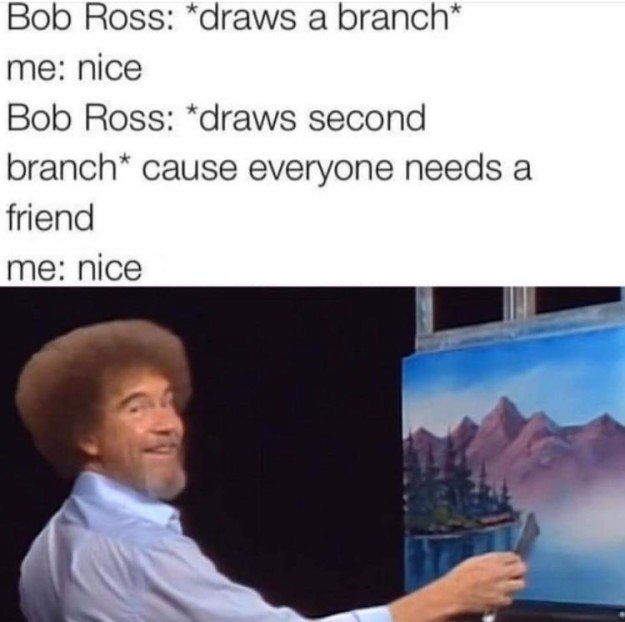 Bob Ross: *draws a branch*
me: nice
Bob Ross: *draws second
branch* cause everyone needs a
friend
me: nice